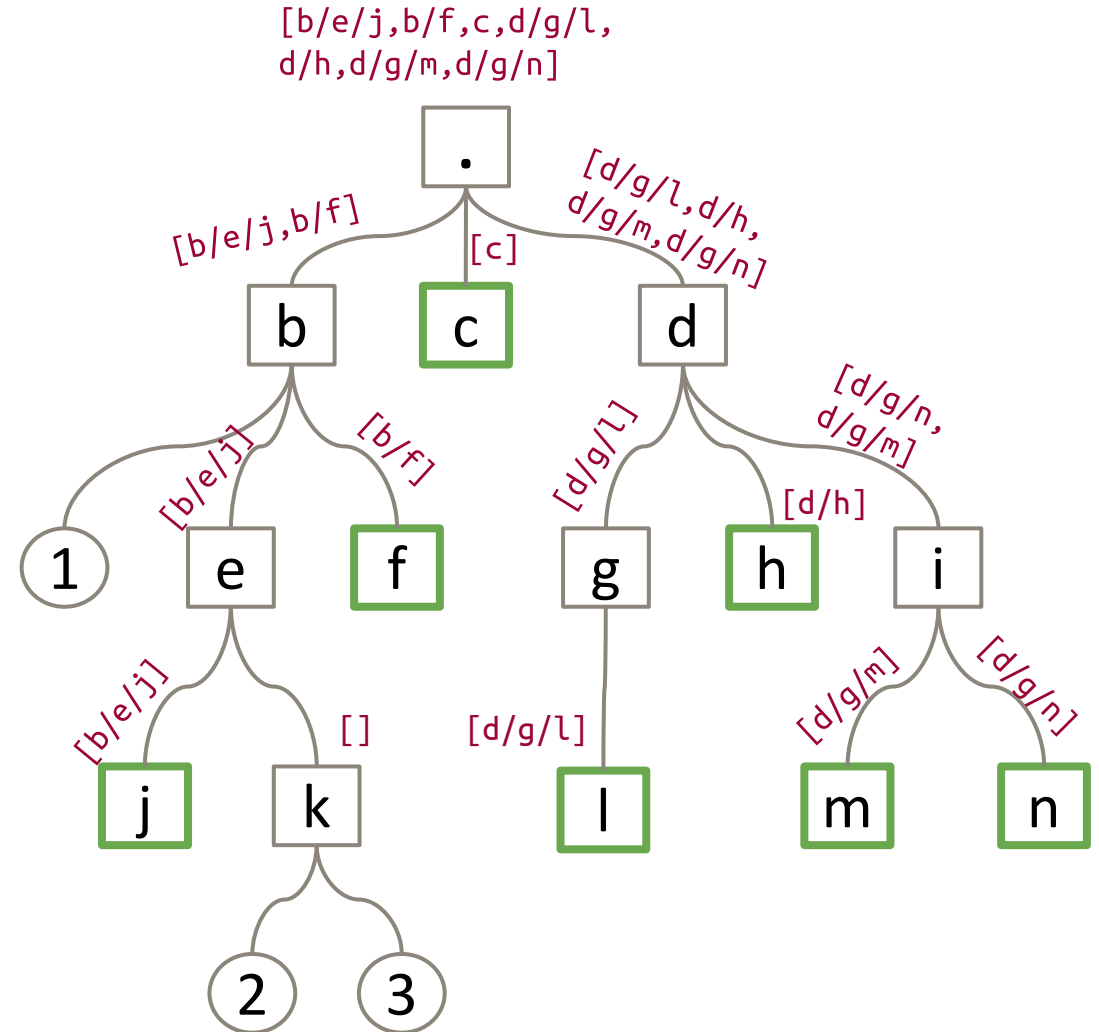 [b/e/j,b/f,c,d/g/l,
d/h,d/g/m,d/g/n]
.
[b/e/j,b/f]
[c]
[d/g/l,d/h,
d/g/m,d/g/n]
b
c
d
[b/e/j]
[b/f]
[d/g/l]
[d/h]
[d/g/n,
d/g/m]
1
e
f
g
h
i
[b/e/j]
[]
[d/g/l]
[d/g/m]
[d/g/n]
j
k
l
m
n
2
3